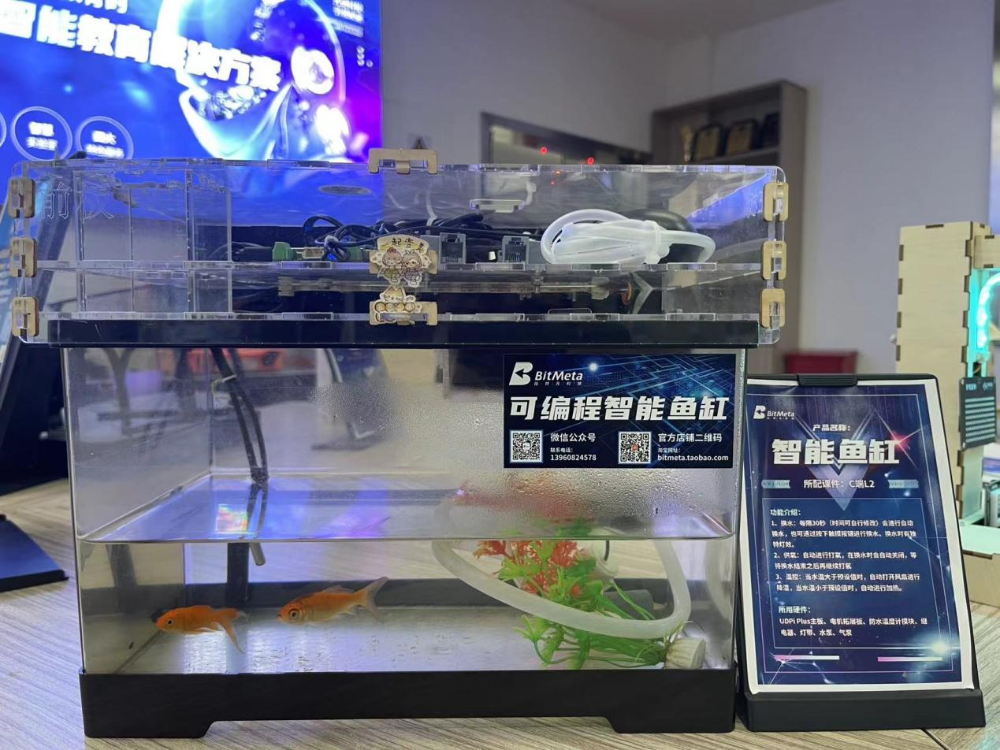 智能教育解决方案
前板
一起变美
BitMeta
比特元科技
可编程智能鱼缸
微信公众号
联系电话：
13960824578
官方店铺二维码
淘宝网址：
bitmeta.taobao.com
BitMeta
产品名称：
智能鱼缸
所配课件：C端L2
功能介绍：
1、换水：每隔30秒（时间可自行修改）会进行自动
换水，也可通过按下触摸按键进行换水。换水时有独
特灯效。
2、供氧：自动进行打氧，在换水时会自动关闭，等
待换水结束之后再继续打氧
3、温控：当水温大于预设值时，自动打开风扇进行
降温，当水温小于预设值时，自动进行加热。
所用硬件：
UDPi Plus主板、电机拓展板、防水温度计模块、继
电器、灯带、水泵、气泵